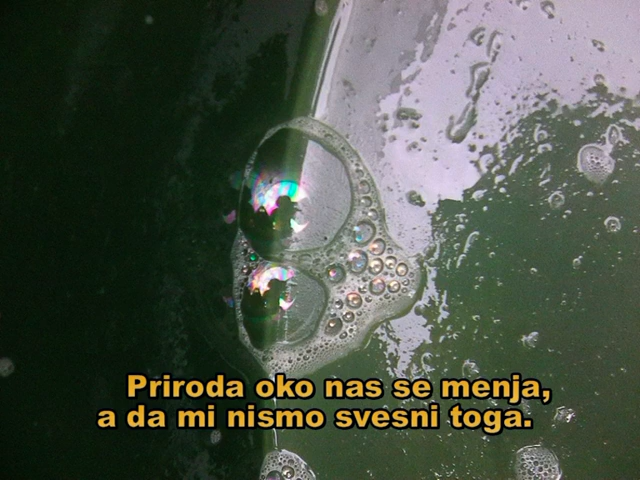 Priroda oko nas se menja,
a da mi nismo svesni toga.